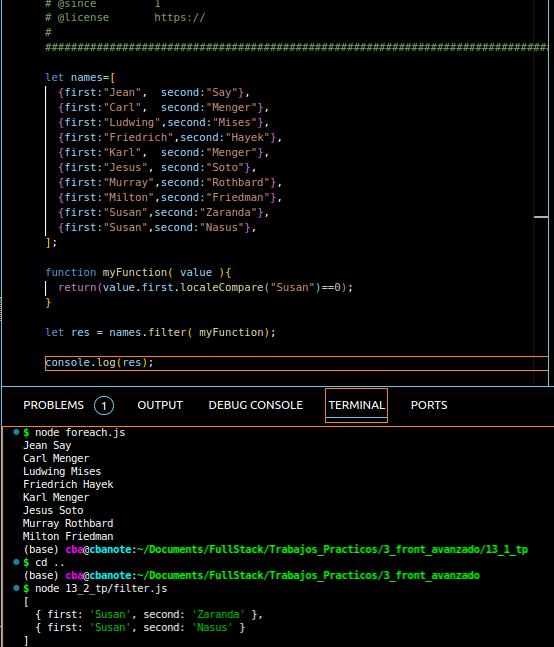 # @since       1
# @license     https://
#
################################################################################
let names=[
  {first:"Jean",  second:"Say"},
  {first:"Carl",  second:"Menger"},
  {first:"Ludwing",second:"Mises"},
  {first:"Friedrich",second:"Hayek"},
  {first:"Karl",  second:"Menger"},
  {first:"Jesus", second:"Soto"},
  {first:"Murray",second:"Rothbard"},
  {first:"Milton",second:"Friedman"},
  {first:"Susan",second:"Zaranda"},
  {first:"Susan",second:"Nasus"},
];
function myFunction( value ){
  return(value.first.localeCompare("Susan")==0);
}
let res = names.filter( myFunction);
console.log(res);
PROBLEMS 1 OUTPUT DEBUG CONSOLE TERMINAL PORTS
$ node foreach.js
Jean Say
Carl Menger
Ludwing Mises
Friedrich Hayek
Karl Menger
Jesus Soto
Murray Rothbard
Milton Friedman
(base) cba@cbanote:~/Documents/FullStack/Trabajos_Practicos/3_front_avanzado/13_1_tp
$ cd ..
(base) cba@cbanote:~/Documents/FullStack/Trabajos_Practicos/3_front_avanzado
$ node 13_2_tp/filter.js
[
  { first: 'Susan', second: 'Zaranda' },
  { first: 'Susan', second: 'Nasus' }
]